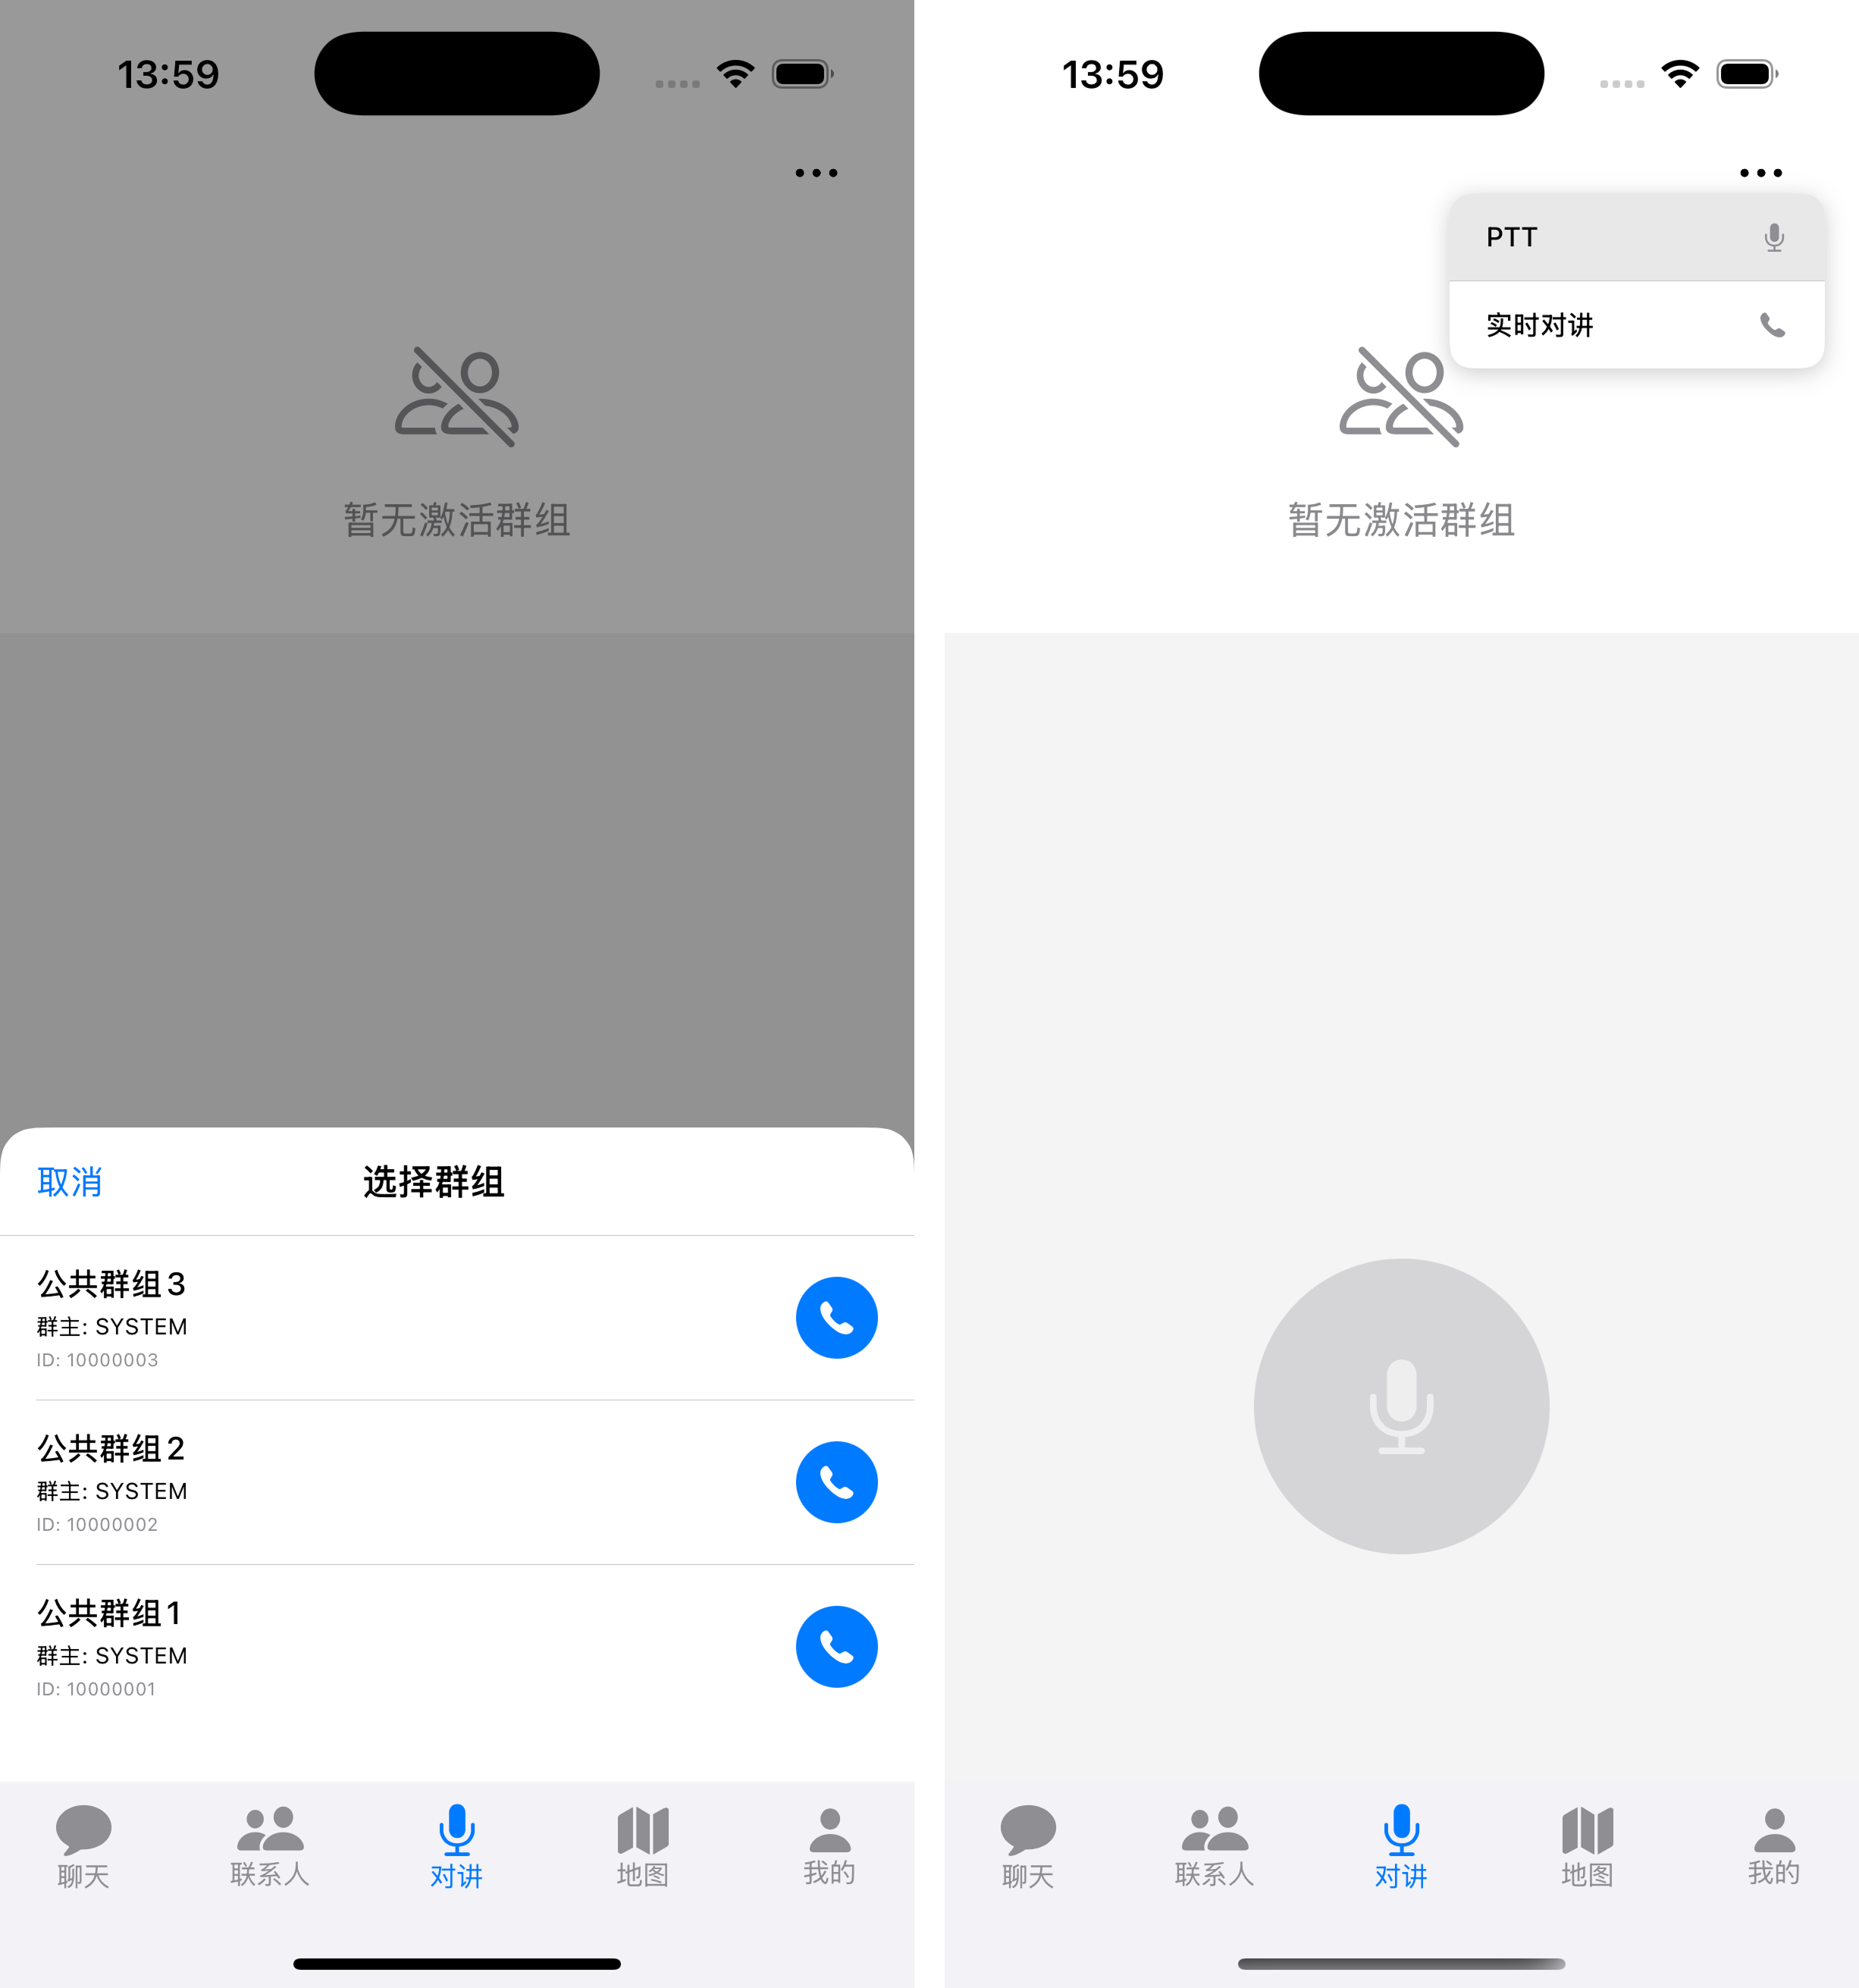 13:59
暂无激活群组
取消
选择群组
公共群组3
群主: SYSTEM
ID: 10000003
公共群组2
群主: SYSTEM
ID: 10000002
公共群组1
群主: SYSTEM
ID: 10000001
聊天
联系人
对讲
地图
我的
13:59
PTT
实时对讲
暂无激活群组
聊天
联系人
对讲
地图
我的